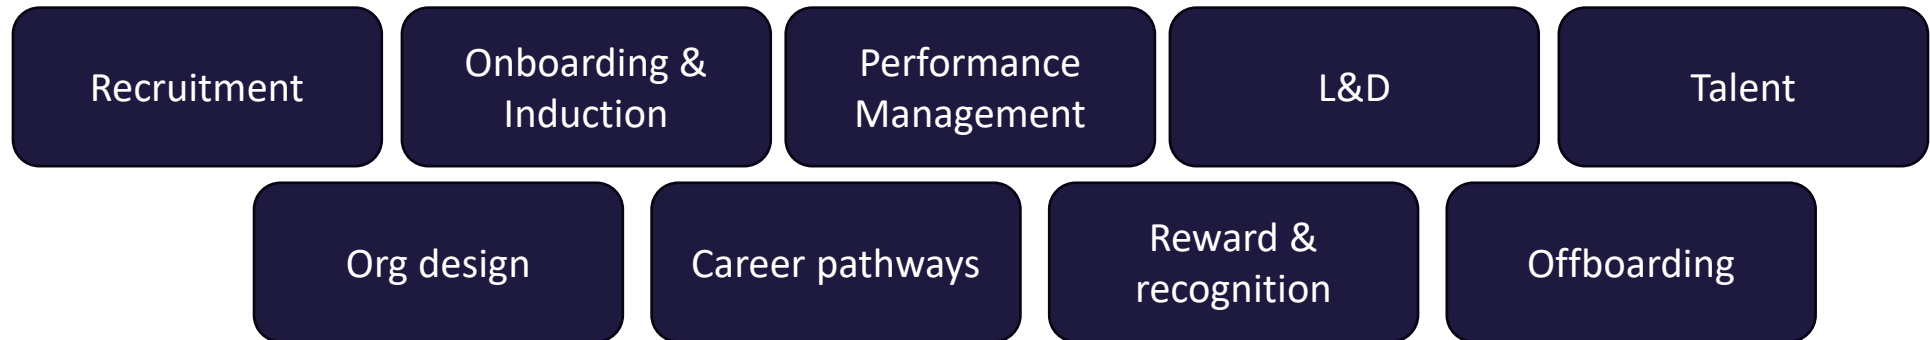 Recruitment
Onboarding &
Induction
Performance
Management
L&D
Talent
Org design
Career pathways
Reward &
recognition
Offboarding